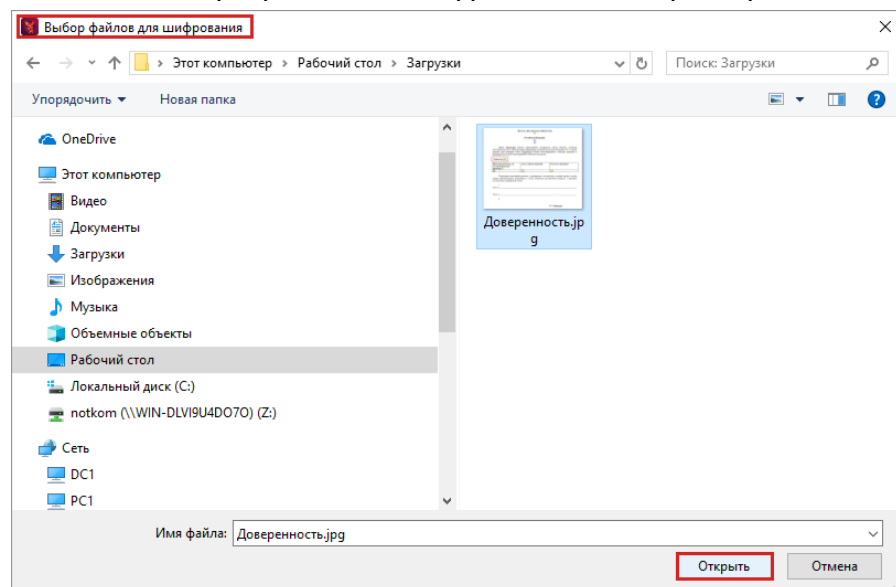 Выбор файлов для шифрования
Этот компьютер › Рабочий стол › Загрузки
Поиск: Загрузки
Упорядочить
Новая папка
OneDrive
Этот компьютер
Видео
Документы
Загрузки
Изображения
Музыка
Объемные объекты
Рабочий стол
Локальный диск (C:)
notkom (\\WIN-DLVI9U4DO7O) (Z:)
Сеть
DC1
PC1
Доверенность.jp
g
Имя файла: Доверенность.jpg
Открыть
Отмена